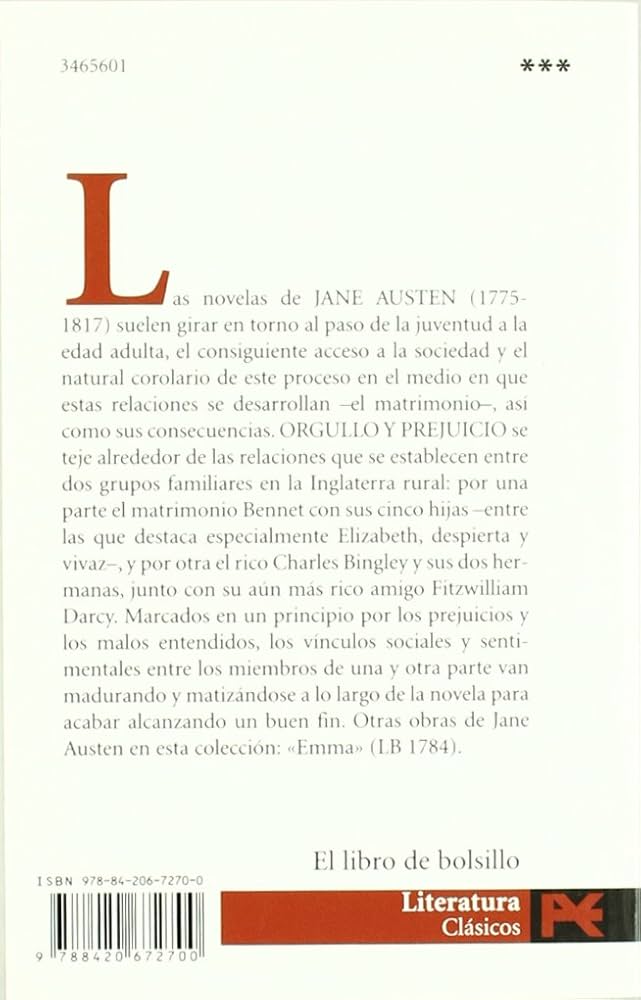 3465601 ***
Las novelas de JANE AUSTEN (1775-
1817) suelen girar en torno al paso de la juventud a la
edad adulta, el consiguiente acceso a la sociedad y el
natural corolario de este proceso en el medio en que
estas relaciones se desarrollan –el matrimonio–, así
como sus consecuencias. ORGULLO Y PREJUICIO se
teje alrededor de las relaciones que se establecen entre
dos grupos familiares en la Inglaterra rural: por una
parte el matrimonio Bennet con sus cinco hijas –entre
las que destaca especialmente Elizabeth, despierta y
vivaz–, y por otra el rico Charles Bingley y sus dos her-
manas, junto con su aún más rico amigo Fitzwilliam
Darcy. Marcados en un principio por los prejuicios y
los malos entendidos, los vínculos sociales y senti-
mentales entre los miembros de una y otra parte van
madurando y matizándose a lo largo de la novela para
acabar alcanzando un buen fin. Otras obras de Jane
Austen en esta colección: «Emma» (LB 1784).
El libro de bolsillo
ISBN 978-84-206-7270-0
Literatura
Clásicos
AE
9 788420 672700